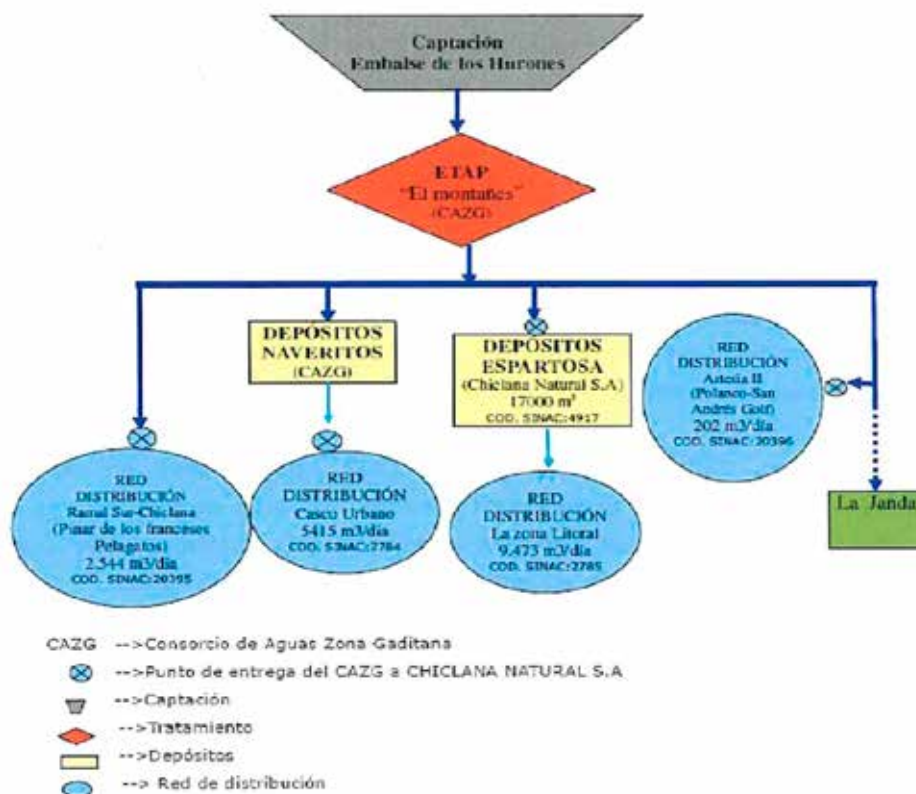 Captación
Embalse de los Hurones
ETAP
"El montañes"
(CAZG)
DEPÓSITOS
NAVERITOS
(CAZG)
DEPÓSITOS
ESPARTOSA
(Chiclana Natural S.A)
17000 m³
COD. SINAC:4917
RED
DISTRIBUCIÓN
Artesia II
(Polanco-San
Andrés Golf)
202 m3/día
COD. SINAC:20396
RED
DISTRIBUCIÓN
Ramal Sur-Chiclana
(Pinar de los franceses
Pelagatos)
2.544 m3/día
COD. SINAC:20395
RED
DISTRIBUCIÓN
Casco Urbano
5415 m3/día
COD. SINAC:2784
RED
DISTRIBUCIÓN
La zona Litoral
9.473 m3/día
COD. SINAC:2785
La Janda
CAZG -->Consorcio de Aguas Zona Gaditana
-->Punto de entrega del CAZG a CHICLANA NATURAL S.A
-->Captación
-->Tratamiento
-->Depósitos
--> Red de distribución